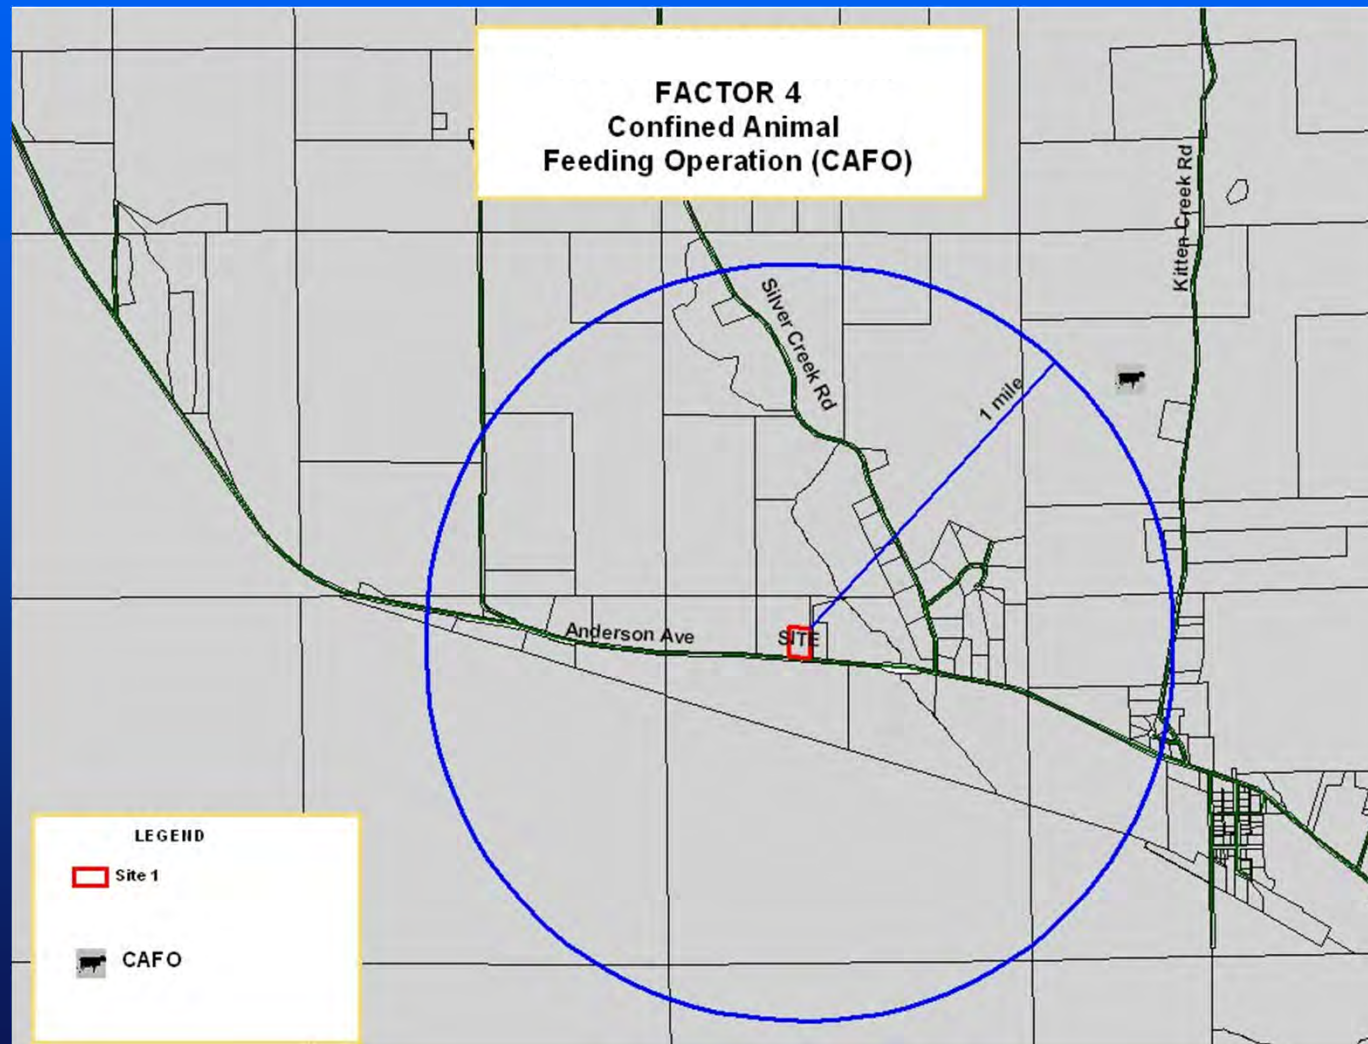 FACTOR 4
Confined Animal
Feeding Operation (CAFO)
Kitten Creek Rd
Silver Creek Rd
1 mile
Anderson Ave
SITE
LEGEND
Site 1
CAFO